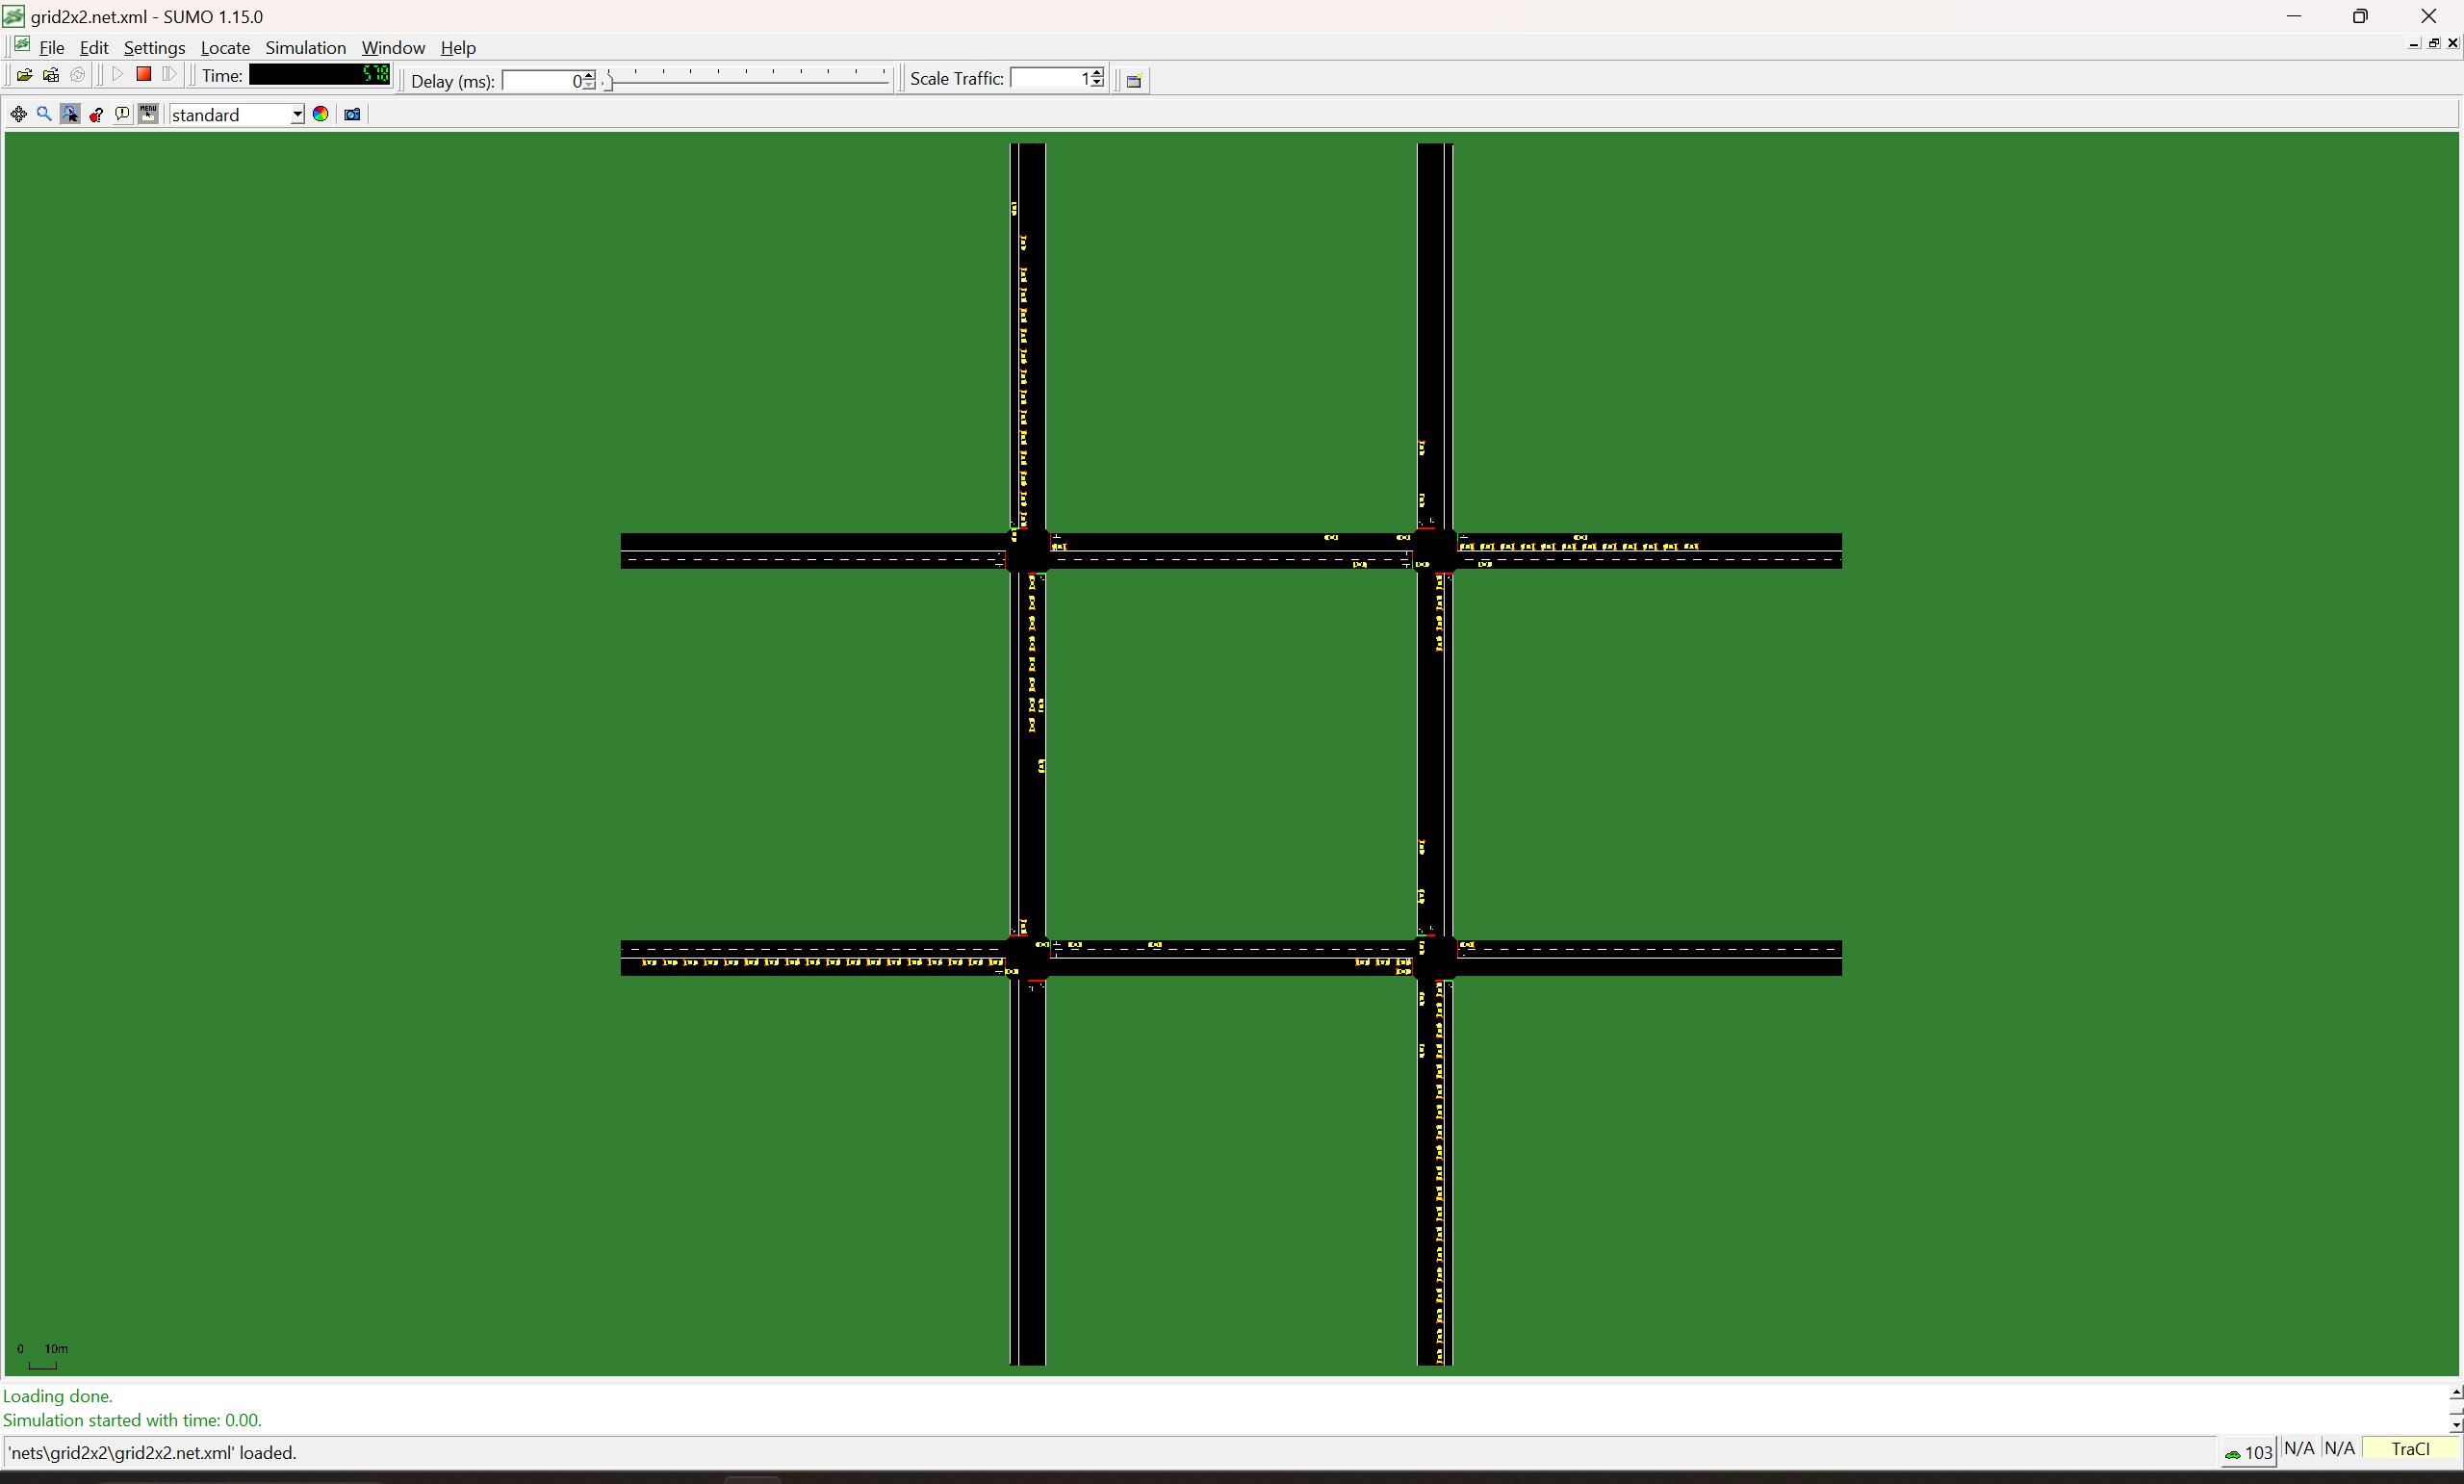 grid2x2.net.xml - SUMO 1.15.0
File Edit Settings Locate Simulation Window Help
Time: 578 Delay (ms): 0 Scale Traffic: 1
MENU standard
0 10m
Loading done.
Simulation started with time: 0.00.
'nets\grid2x2\grid2x2.net.xml' loaded. 103 N/A N/A TraCI